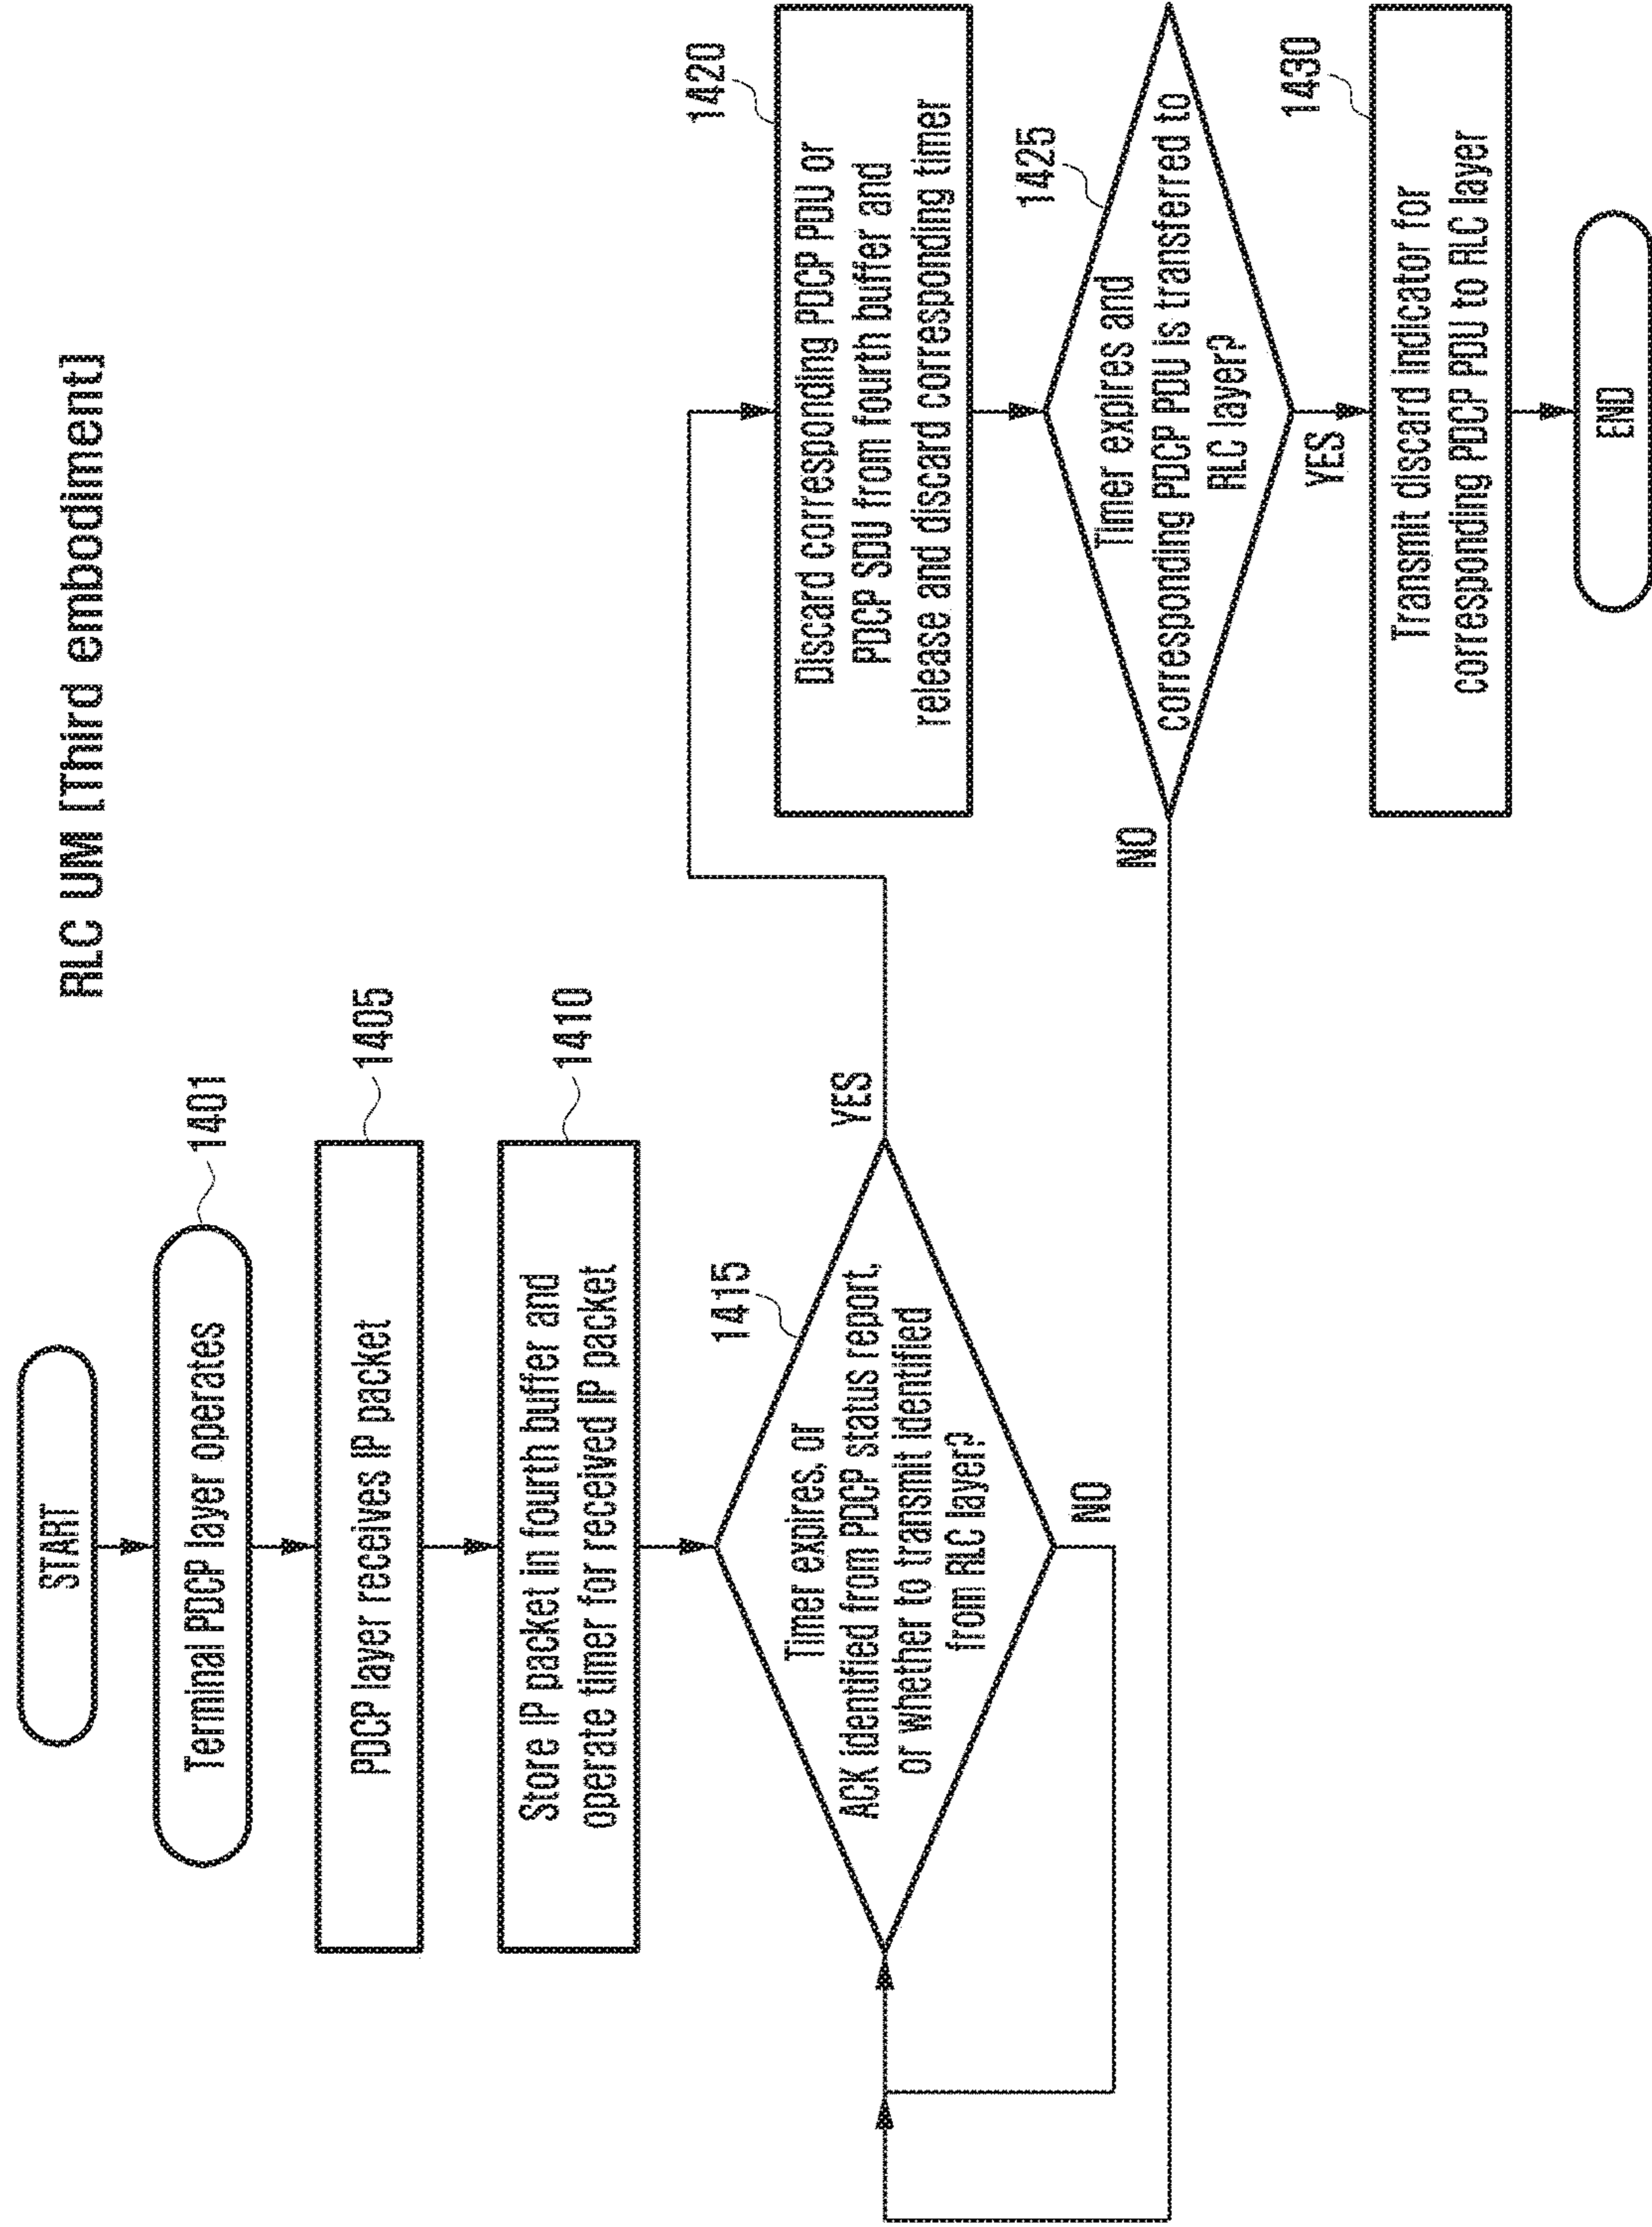 RLC UM [Third embodiment]
START
Terminal PDCP layer operates
1401
PDCP layer receives IP packet
1405
Store IP packet in fourth buffer and
operate timer for received IP packet
1410
Timer expires, or
ACK identified from PDCP status report,
or whether to transmit identified
from RLC layer?
1415
YES
NO
Discard corresponding PDCP PDU or
PDCP SDU from fourth buffer and
release and discard corresponding timer
1420
Timer expires and
corresponding PDCP PDU is transferred to
RLC layer?
1425
NO
YES
Transmit discard indicator for
corresponding PDCP PDU to RLC layer
1430
END